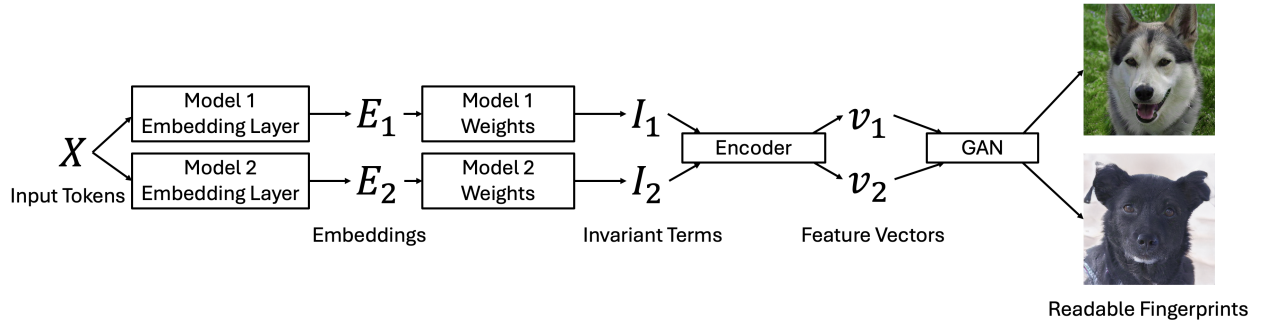 X
Input Tokens
Model 1
Embedding Layer
Model 2
Embedding Layer
E₁
E₂
Embeddings
Model 1
Weights
Model 2
Weights
I₁
I₂
Invariant Terms
Encoder
v₁
v₂
Feature Vectors
GAN
Readable Fingerprints